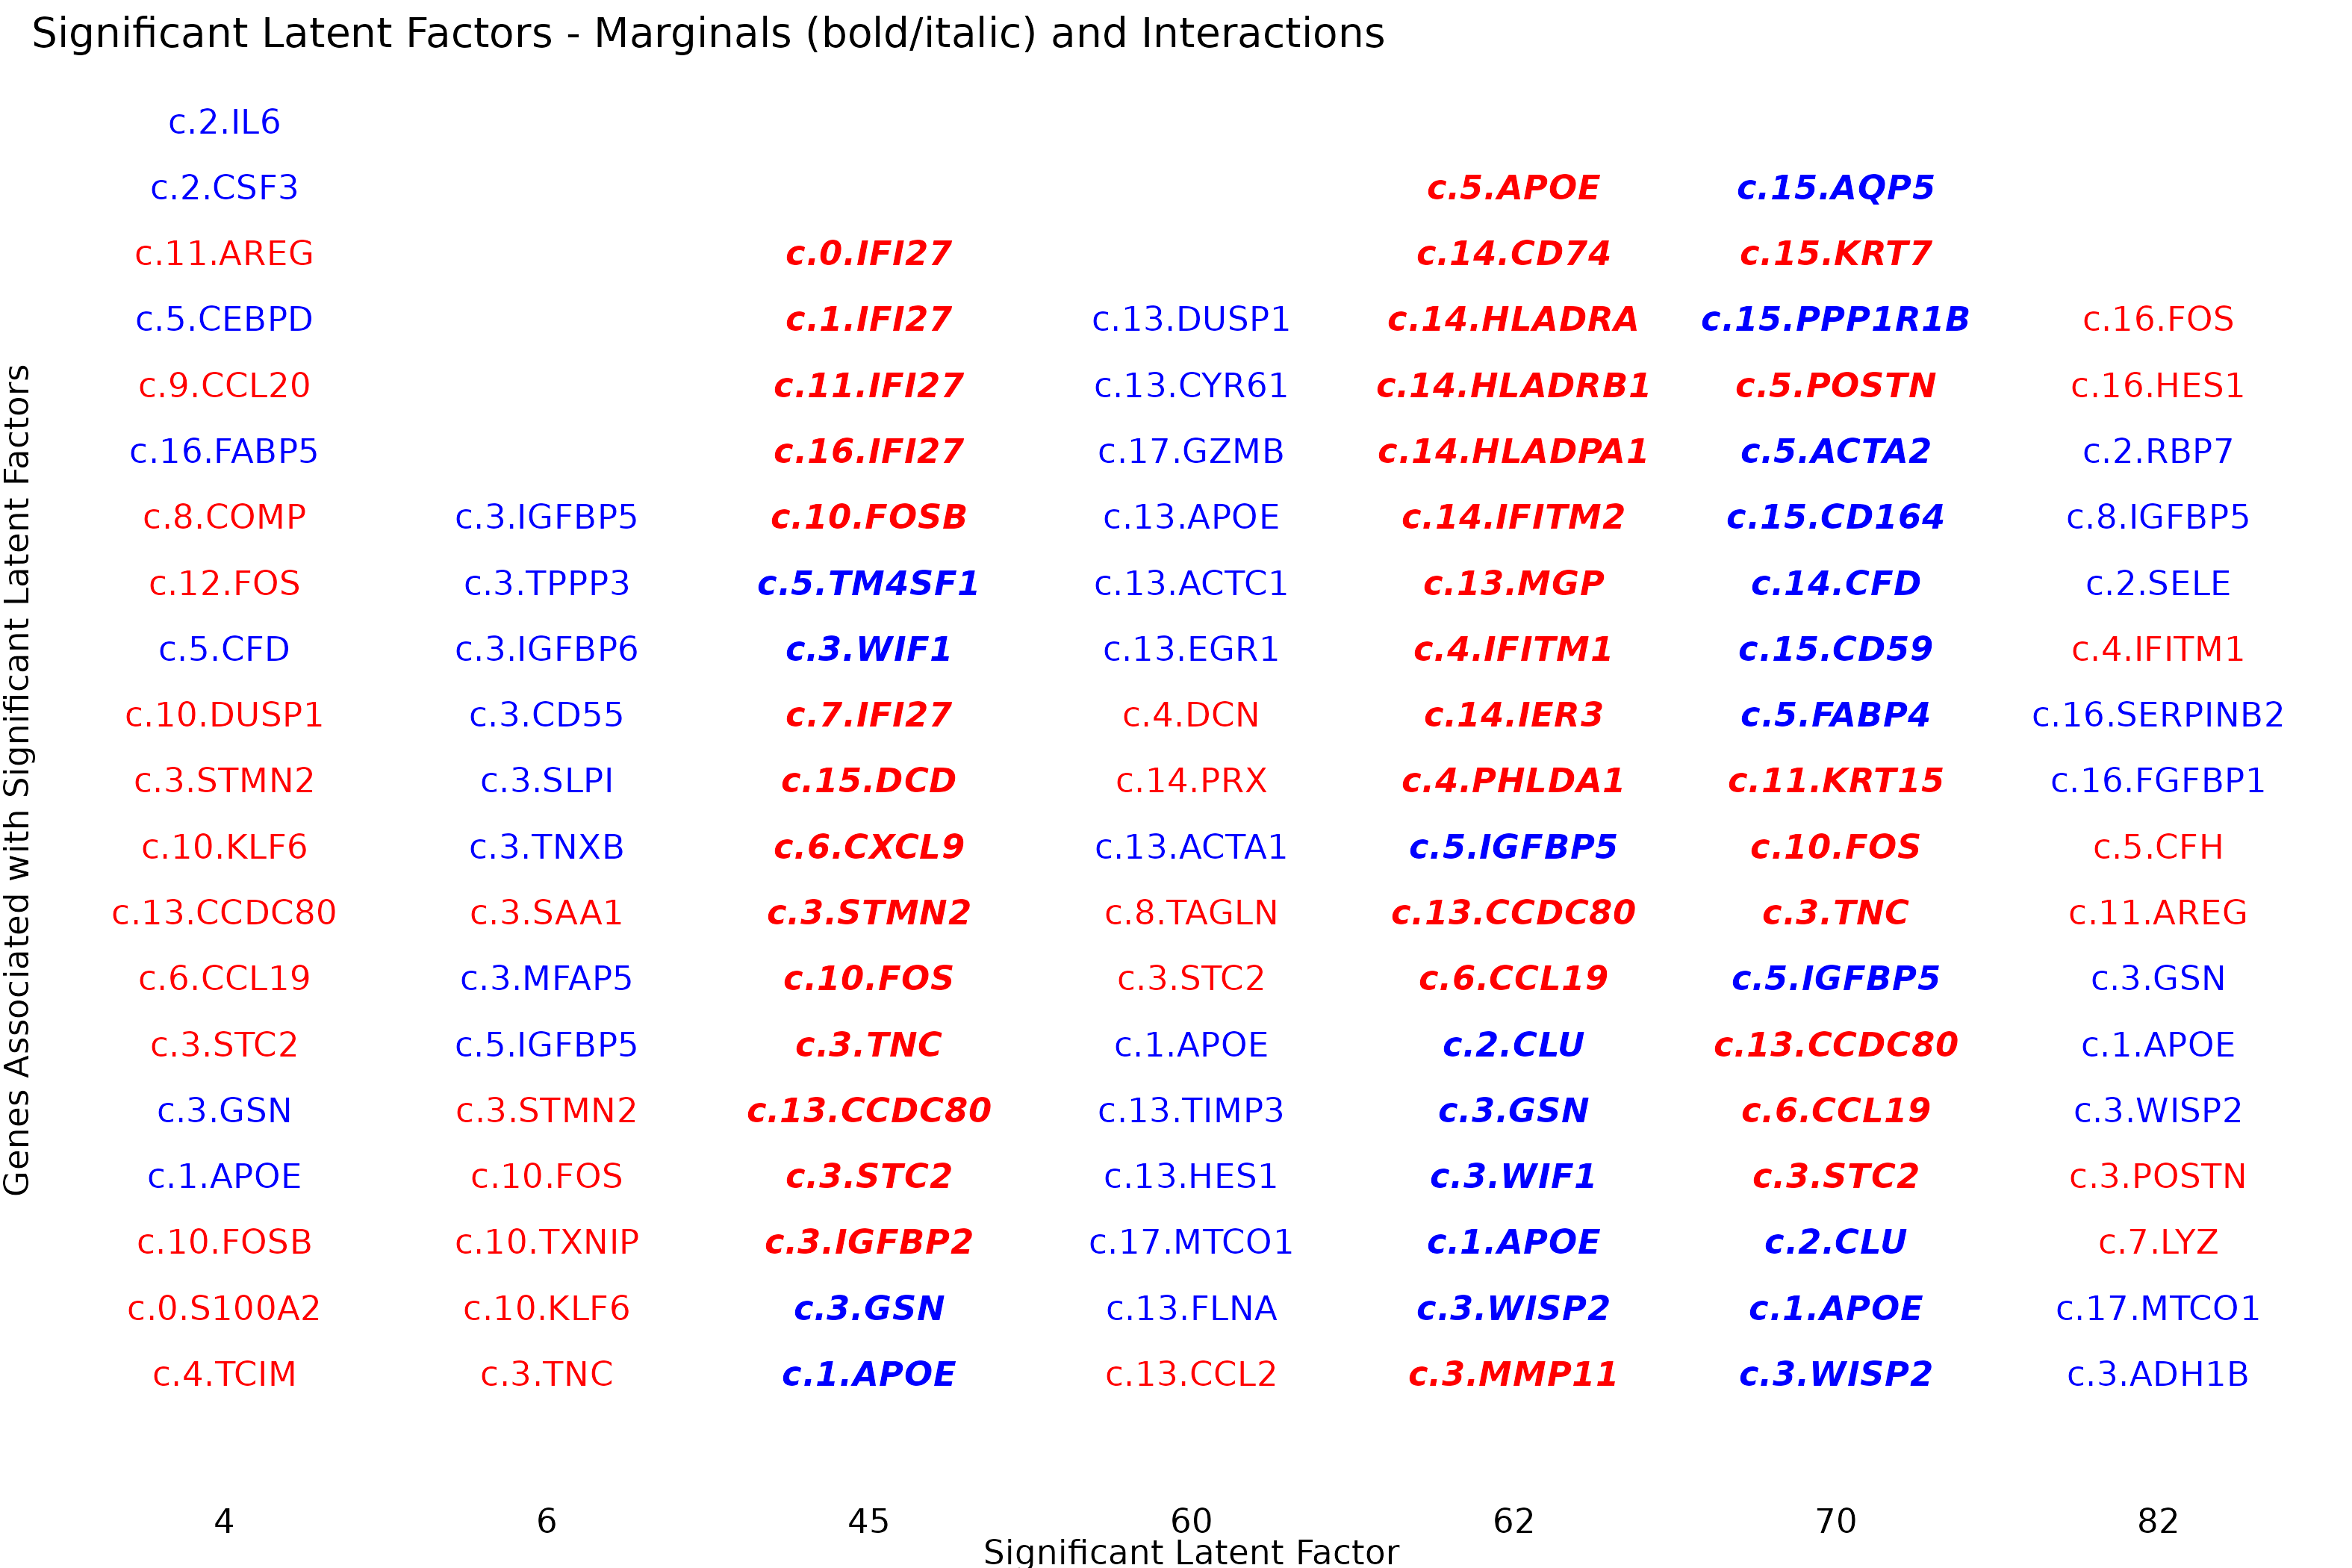 Significant Latent Factors - Marginals (bold/italic) and Interactions
Genes Associated with Significant Latent Factors
c.2.IL6
c.2.CSF3 c.5.APOE c.15.AQP5
c.11.AREG c.0.IFI27 c.14.CD74 c.15.KRT7
c.5.CEBPD c.1.IFI27 c.13.DUSP1 c.14.HLADRA c.15.PPP1R1B c.16.FOS
c.9.CCL20 c.11.IFI27 c.13.CYR61 c.14.HLADRB1 c.5.POSTN c.16.HES1
c.16.FABP5 c.16.IFI27 c.17.GZMB c.14.HLADPA1 c.5.ACTA2 c.2.RBP7
c.8.COMP c.3.IGFBP5 c.10.FOSB c.13.APOE c.14.IFITM2 c.15.CD164 c.8.IGFBP5
c.12.FOS c.3.TPPP3 c.5.TM4SF1 c.13.ACTC1 c.13.MGP c.14.CFD c.2.SELE
c.5.CFD c.3.IGFBP6 c.3.WIF1 c.13.EGR1 c.4.IFITM1 c.15.CD59 c.4.IFITM1
c.10.DUSP1 c.3.CD55 c.7.IFI27 c.4.DCN c.14.IER3 c.5.FABP4 c.16.SERPINB2
c.3.STMN2 c.3.SLPI c.15.DCD c.14.PRX c.4.PHLDA1 c.11.KRT15 c.16.FGFBP1
c.10.KLF6 c.3.TNXB c.6.CXCL9 c.13.ACTA1 c.5.IGFBP5 c.10.FOS c.5.CFH
c.13.CCDC80 c.3.SAA1 c.3.STMN2 c.8.TAGLN c.13.CCDC80 c.3.TNC c.11.AREG
c.6.CCL19 c.3.MFAP5 c.10.FOS c.3.STC2 c.6.CCL19 c.5.IGFBP5 c.3.GSN
c.3.STC2 c.5.IGFBP5 c.3.TNC c.1.APOE c.2.CLU c.13.CCDC80 c.1.APOE
c.3.GSN c.3.STMN2 c.13.CCDC80 c.13.TIMP3 c.3.GSN c.6.CCL19 c.3.WISP2
c.1.APOE c.10.FOS c.3.STC2 c.13.HES1 c.3.WIF1 c.3.STC2 c.3.POSTN
c.10.FOSB c.10.TXNIP c.3.IGFBP2 c.17.MTCO1 c.1.APOE c.2.CLU c.7.LYZ
c.0.S100A2 c.10.KLF6 c.3.GSN c.13.FLNA c.3.WISP2 c.1.APOE c.17.MTCO1
c.4.TCIM c.3.TNC c.1.APOE c.13.CCL2 c.3.MMP11 c.3.WISP2 c.3.ADH1B
4 6 45 60 62 70 82
Significant Latent Factor